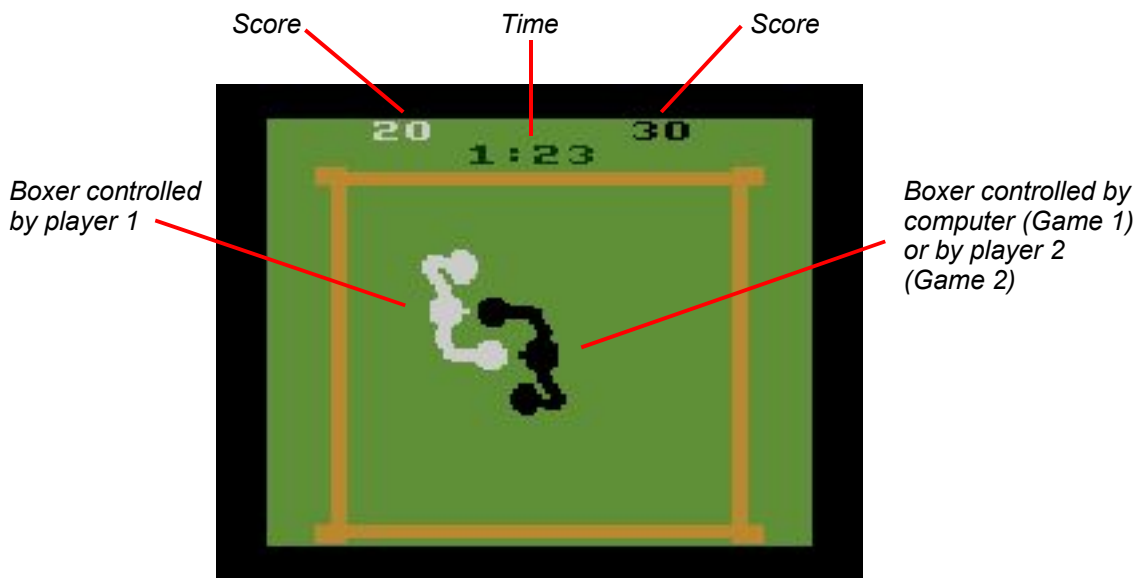 Score
Time
Score
20
30
1:23
Boxer controlled
by player 1
Boxer controlled by
computer (Game 1)
or by player 2
(Game 2)